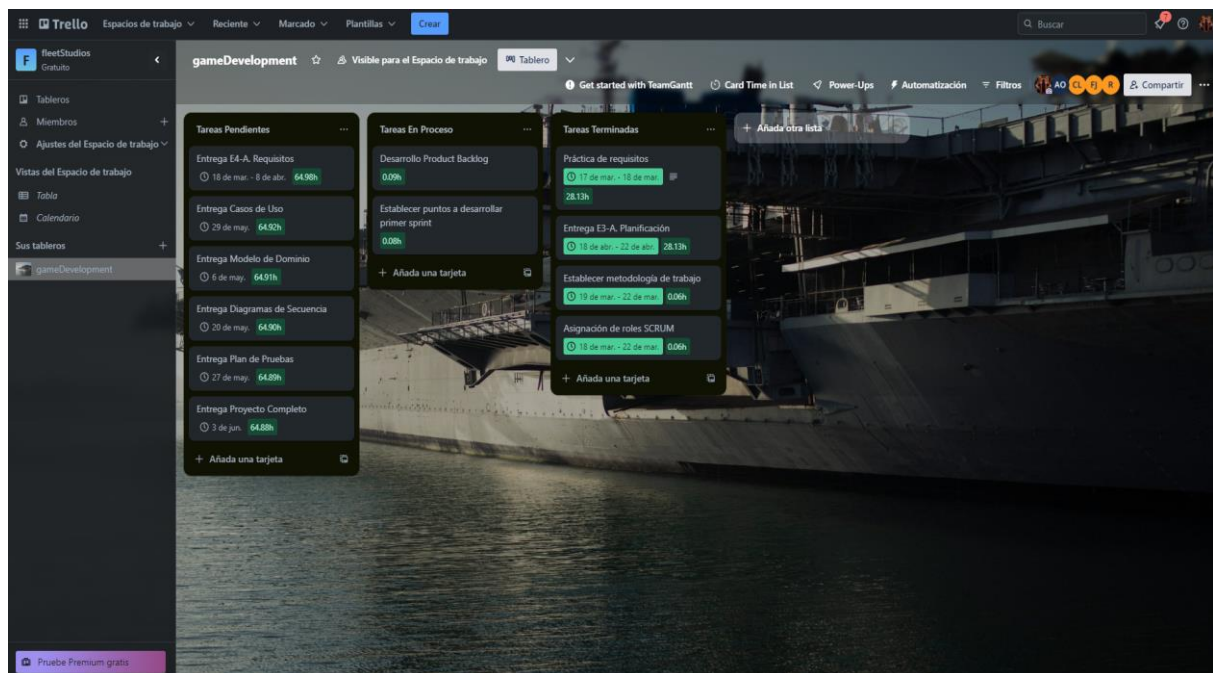 Trello
Espacios de trabajo
Reciente
Marcado
Plantillas
Crear
Buscar
7
F
fleetStudios
Gratuito
Tableros
Miembros
Ajustes del Espacio de trabajo
Vistas del Espacio de trabajo
Tabla
Calendario
Sus tableros
gameDevelopment
Pruebe Premium gratis
gameDevelopment
Visible para el Espacio de trabajo
Tablero
Get started with TeamGantt
Card Time in List
Power-Ups
Automatización
Filtros
AO
CL
FJ
R
Compartir
Tareas Pendientes
Entrega E4-A. Requisitos
18 de mar. - 8 de abr. 64.98h
Entrega Casos de Uso
29 de may. 64.92h
Entrega Modelo de Dominio
6 de may. 64.91h
Entrega Diagramas de Secuencia
20 de may. 64.90h
Entrega Plan de Pruebas
27 de may. 64.89h
Entrega Proyecto Completo
3 de jun. 64.88h
+ Añada una tarjeta
Tareas En Proceso
Desarrollo Product Backlog
0.09h
Establecer puntos a desarrollar
primer sprint
0.08h
+ Añada una tarjeta
Tareas Terminadas
Práctica de requisitos
17 de mar. - 18 de mar.
28.13h
Entrega E3-A. Planificación
18 de abr. - 22 de abr. 28.13h
Establecer metodología de trabajo
19 de mar. - 22 de mar. 0.06h
Asignación de roles SCRUM
18 de mar. - 22 de mar. 0.06h
+ Añada una tarjeta
+ Añada otra lista